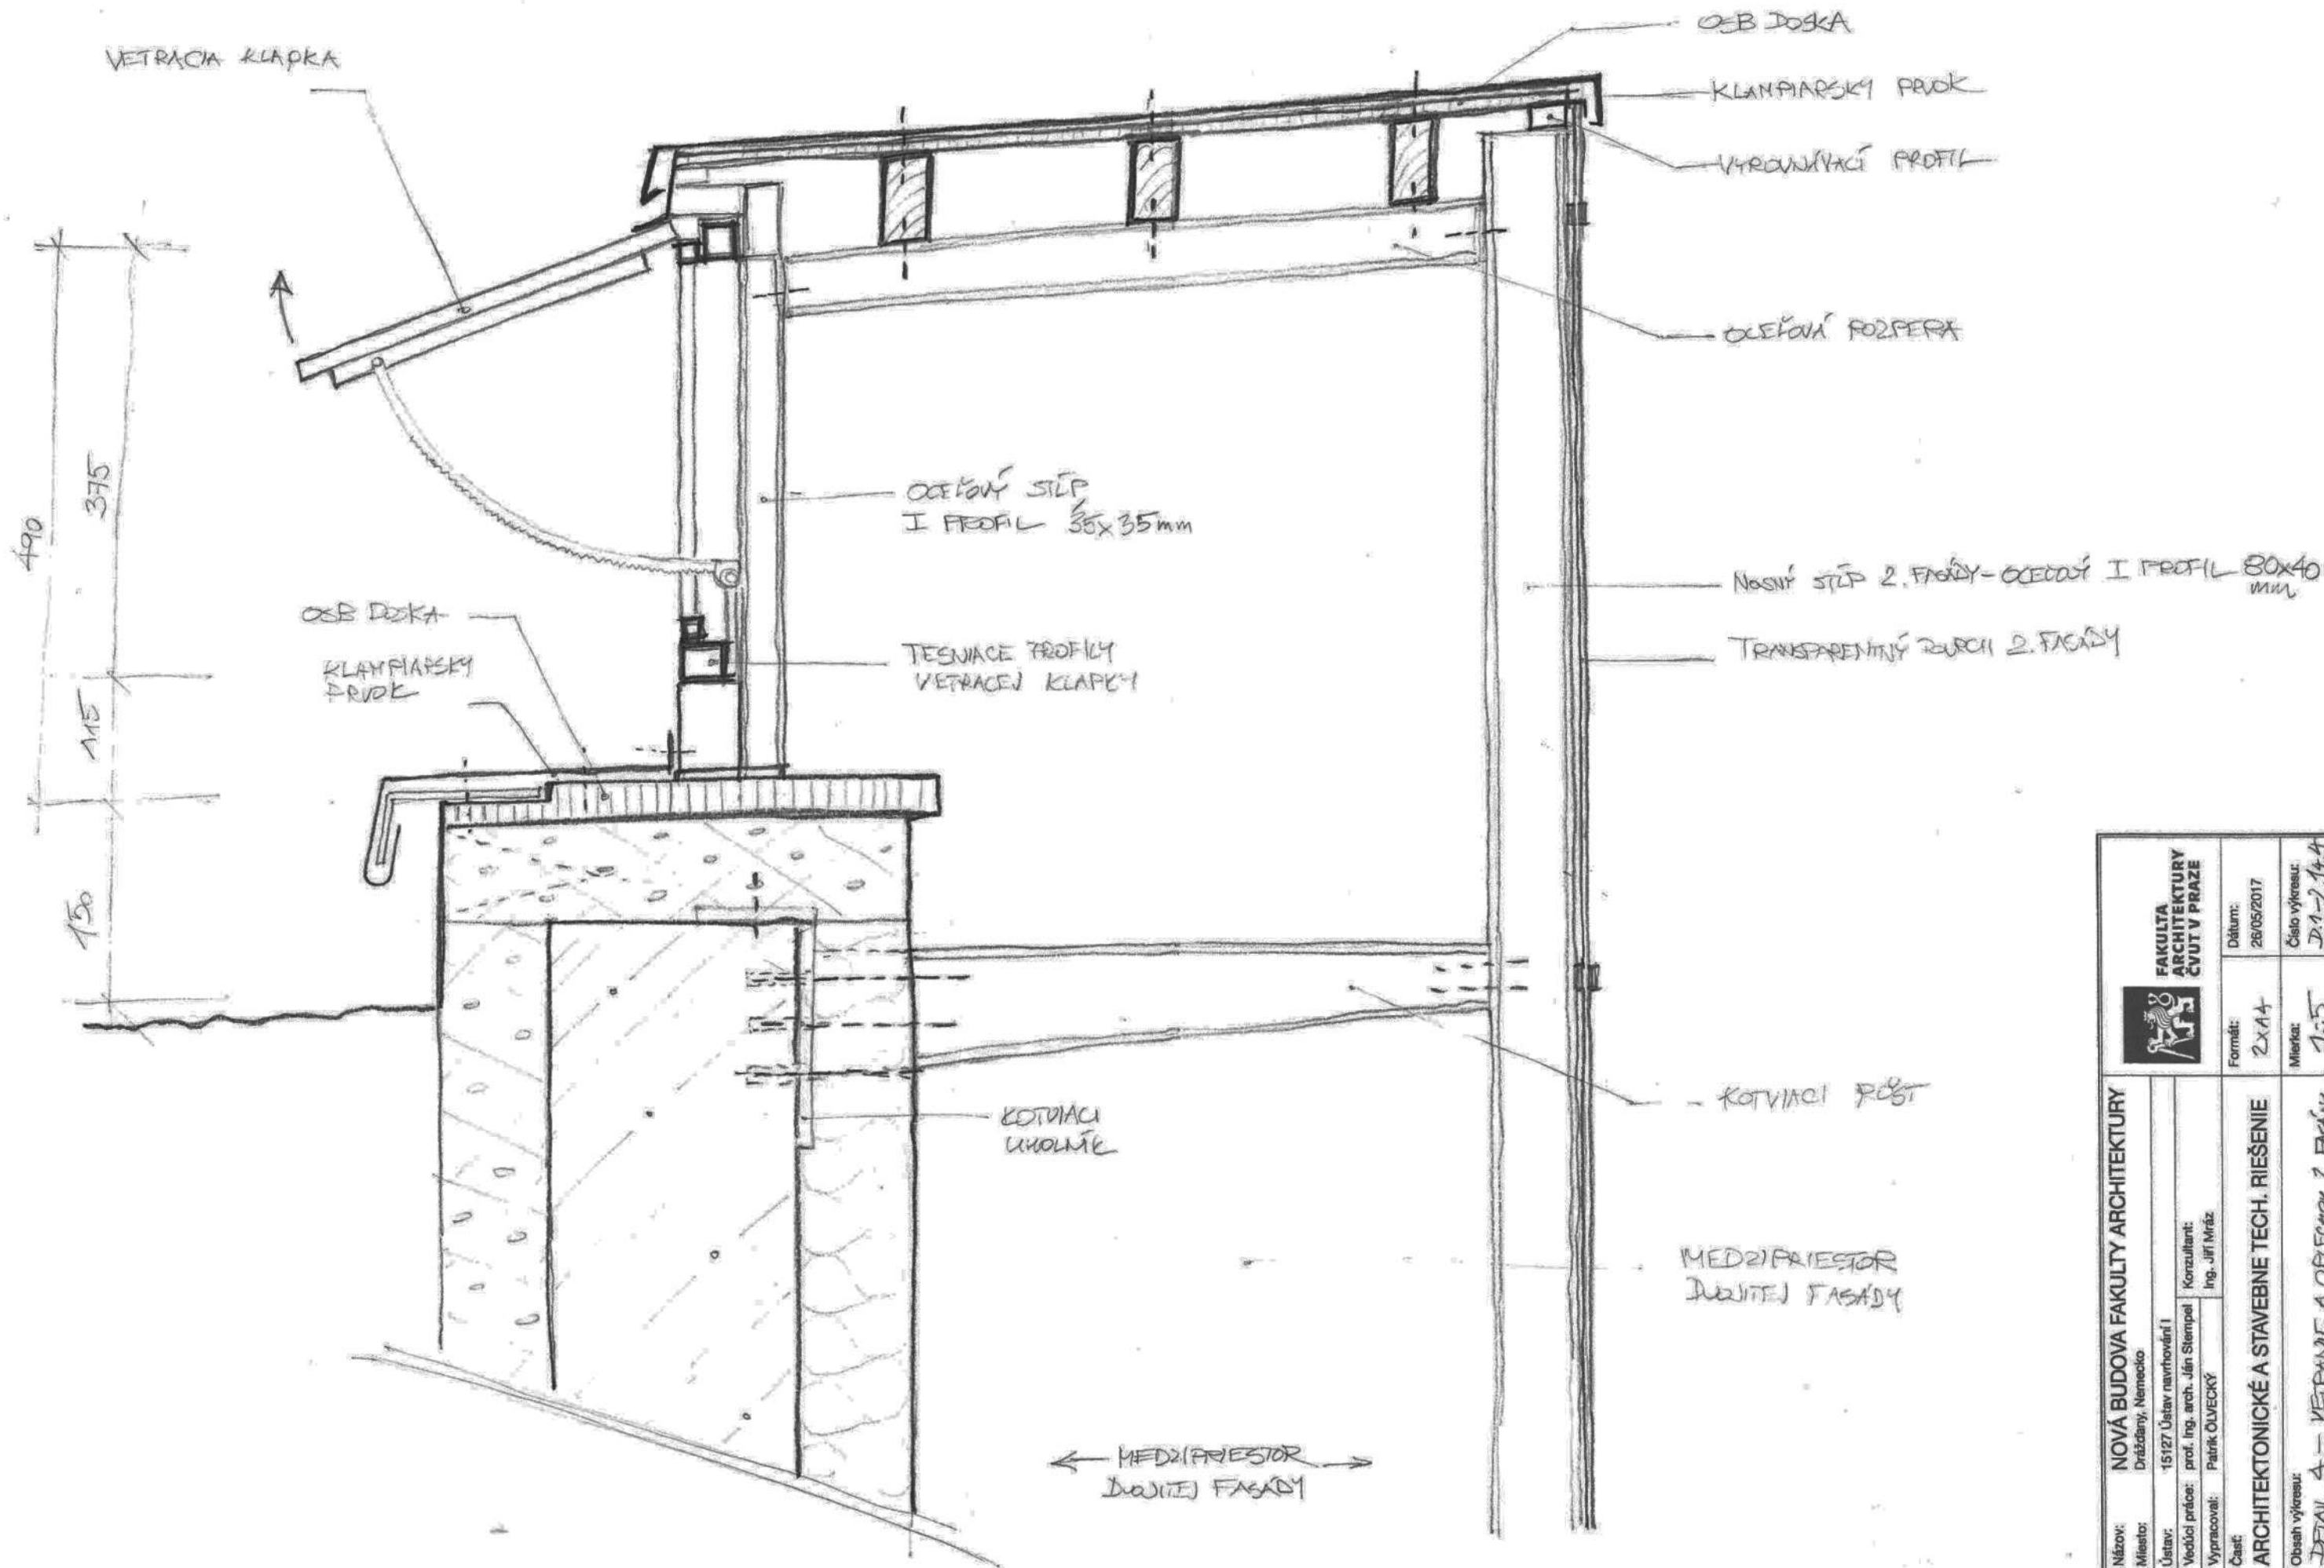 VETRACIA KLAPKA
OSB DOSKA
KLAMPIARSKY PRVOK
VYROVNÁVACÍ PROFIL
OCEĽOVÁ ROZPERA
490
375
115
150
OCEĽOVÝ STĹP
I PROFIL 35x35mm
OSB DOSKA
KLAMPIARSKY
PRVOK
TESNIACE PROFILY
VETRACEJ KLAPKY
NOSNÝ STĹP 2. FASÁDY-OCEĽOVÝ I PROFIL 80x40
mm
TRANSPARENTNÝ POVRCH 2. FASÁDY
KOTVIACI
UHOLNÍK
KOTVIACI ROŠT
MEDZIPRIESTOR
DVOJITEJ FASÁDY
MEDZIPRIESTOR
DVOJITEJ FASÁDY
Názov: NOVÁ BUDOVA FAKULTY ARCHITEKTURY
Miesto: Drážďany, Nemecko
Ústav: 15127 Ústav navrhování I
Vedúci práce: prof. Ing. arch. Ján Stempel
Konzultant:
Vypracoval: Patrik ÖLVECKÝ
Ing. Jiří Mráz
FAKULTA
ARCHITEKTURY
ČVUT V PRAZE
Časť:
ARCHITEKTONICKÉ A STAVEBNE TECH. RIEŠENIE
Formát:
2xA4
Dátum:
26/05/2017
Obsah výkresu:
DETAIL 4 - 2. FASÁDY
Mierka:
1:5
Číslo výkresu: